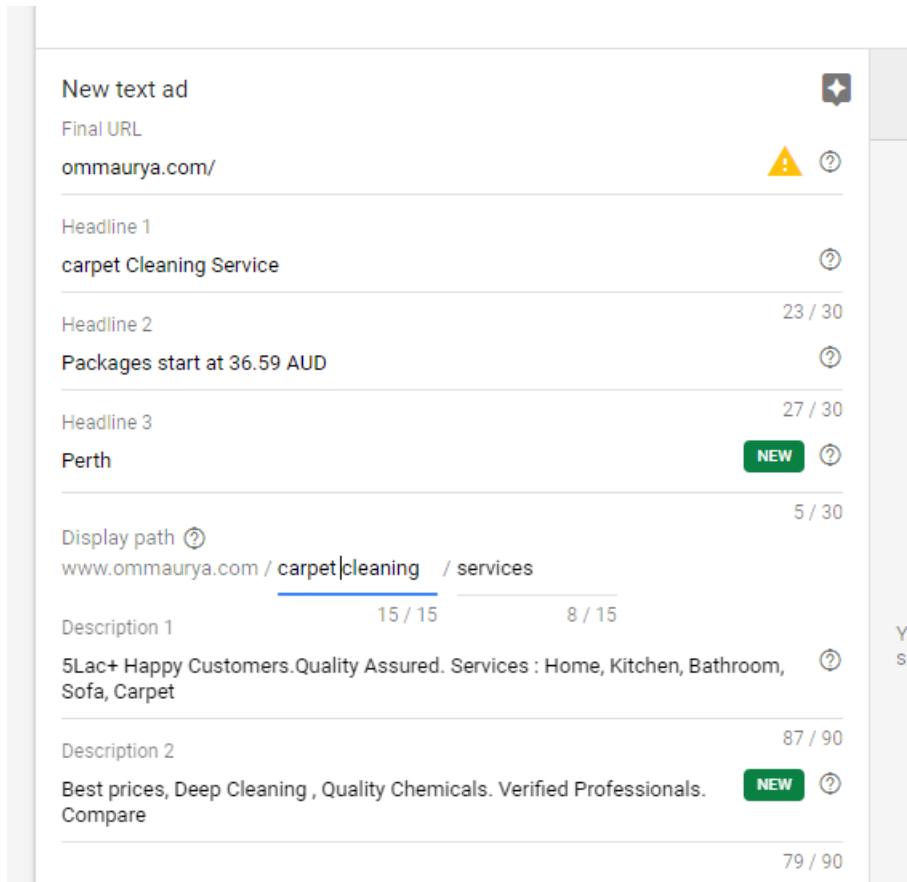 New text ad
Final URL
ommaurya.com/
Headline 1
carpet Cleaning Service
23 / 30
Headline 2
Packages start at 36.59 AUD
27 / 30
Headline 3
Perth
NEW
5 / 30
Display path
www.ommaurya.com / carpet cleaning / services
15 / 15 8 / 15
Description 1
5Lac+ Happy Customers.Quality Assured. Services : Home, Kitchen, Bathroom,
Sofa, Carpet
87 / 90
Description 2
Best prices, Deep Cleaning , Quality Chemicals. Verified Professionals.
Compare
NEW
79 / 90